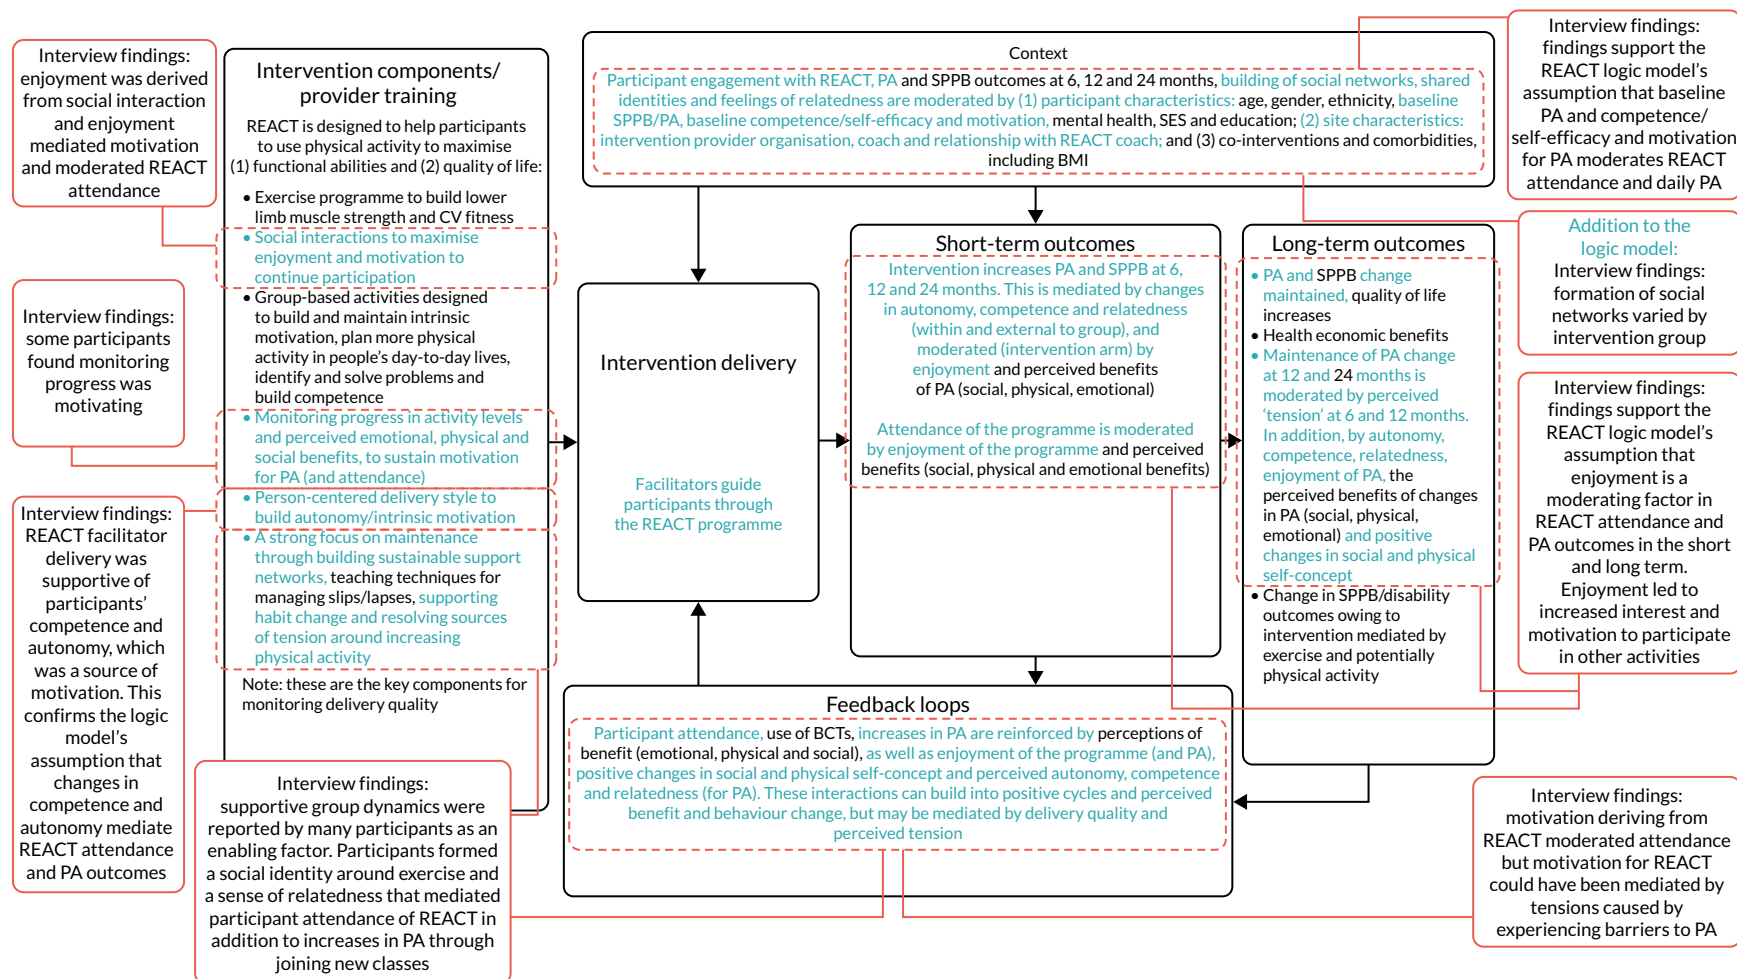 Interview findings:
enjoyment was derived
from social interaction
and enjoyment
mediated motivation
and moderated REACT
attendance
Interview findings:
some participants
found monitoring
progress was
motivating
Interview findings:
REACT facilitator
delivery was
supportive of
participants’
competence and
autonomy, which
was a source of
motivation. This
confirms the logic
model’s
assumption that
changes in
competence and
autonomy mediate
REACT attendance
and PA outcomes
Intervention components/
provider training
REACT is designed to help participants
to use physical activity to maximise
(1) functional abilities and (2) quality of life:
• Exercise programme to build lower
limb muscle strength and CV fitness
• Social interactions to maximise
enjoyment and motivation to
continue participation
• Group-based activities designed
to build and maintain intrinsic
motivation, plan more physical
activity in people’s day-to-day lives,
identify and solve problems and
build competence
• Monitoring progress in activity levels
and perceived emotional, physical and
social benefits, to sustain motivation
for PA (and attendance)
• Person-centered delivery style to
build autonomy/intrinsic motivation
• A strong focus on maintenance
through building sustainable support
networks, teaching techniques for
managing slips/lapses, supporting
habit change and resolving sources
of tension around increasing
physical activity
Note: these are the key components for
monitoring delivery quality
Interview findings:
supportive group dynamics were
reported by many participants as an
enabling factor. Participants formed
a social identity around exercise and
a sense of relatedness that mediated
participant attendance of REACT in
addition to increases in PA through
joining new classes
Context
Participant engagement with REACT, PA and SPPB outcomes at 6, 12 and 24 months, building of social networks, shared
identities and feelings of relatedness are moderated by (1) participant characteristics: age, gender, ethnicity, baseline
SPPB/PA, baseline competence/self-efficacy and motivation, mental health, SES and education; (2) site characteristics:
intervention provider organisation, coach and relationship with REACT coach; and (3) co-interventions and comorbidities,
including BMI
Intervention delivery
Facilitators guide
participants through
the REACT programme
Short-term outcomes
Intervention increases PA and SPPB at 6,
12 and 24 months. This is mediated by changes
in autonomy, competence and relatedness
(within and external to group), and
moderated (intervention arm) by
enjoyment and perceived benefits
of PA (social, physical, emotional)
Attendance of the programme is moderated
by enjoyment of the programme and perceived
benefits (social, physical and emotional benefits)
Long-term outcomes
• PA and SPPB change
maintained, quality of life
increases
• Health economic benefits
• Maintenance of PA change
at 12 and 24 months is
moderated by perceived
‘tension’ at 6 and 12 months.
In addition, by autonomy,
competence, relatedness,
enjoyment of PA, the
perceived benefits of changes
in PA (social, physical,
emotional) and positive
changes in social and physical
self-concept
• Change in SPPB/disability
outcomes owing to
intervention mediated by
exercise and potentially
physical activity
Feedback loops
Participant attendance, use of BCTs, increases in PA are reinforced by perceptions of
benefit (emotional, physical and social), as well as enjoyment of the programme (and PA),
positive changes in social and physical self-concept and perceived autonomy, competence
and relatedness (for PA). These interactions can build into positive cycles and perceived
benefit and behaviour change, but may be mediated by delivery quality and
perceived tension
Interview findings:
findings support the
REACT logic model’s
assumption that baseline
PA and competence/
self-efficacy and motivation
for PA moderates REACT
attendance and daily PA
Addition to the
logic model:
Interview findings:
formation of social
networks varied by
intervention group
Interview findings:
findings support the
REACT logic model’s
assumption that
enjoyment is a
moderating factor in
REACT attendance and
PA outcomes in the short
and long term.
Enjoyment led to
increased interest and
motivation to participate
in other activities
Interview findings:
motivation deriving from
REACT moderated attendance
but motivation for REACT
could have been mediated by
tensions caused by
experiencing barriers to PA